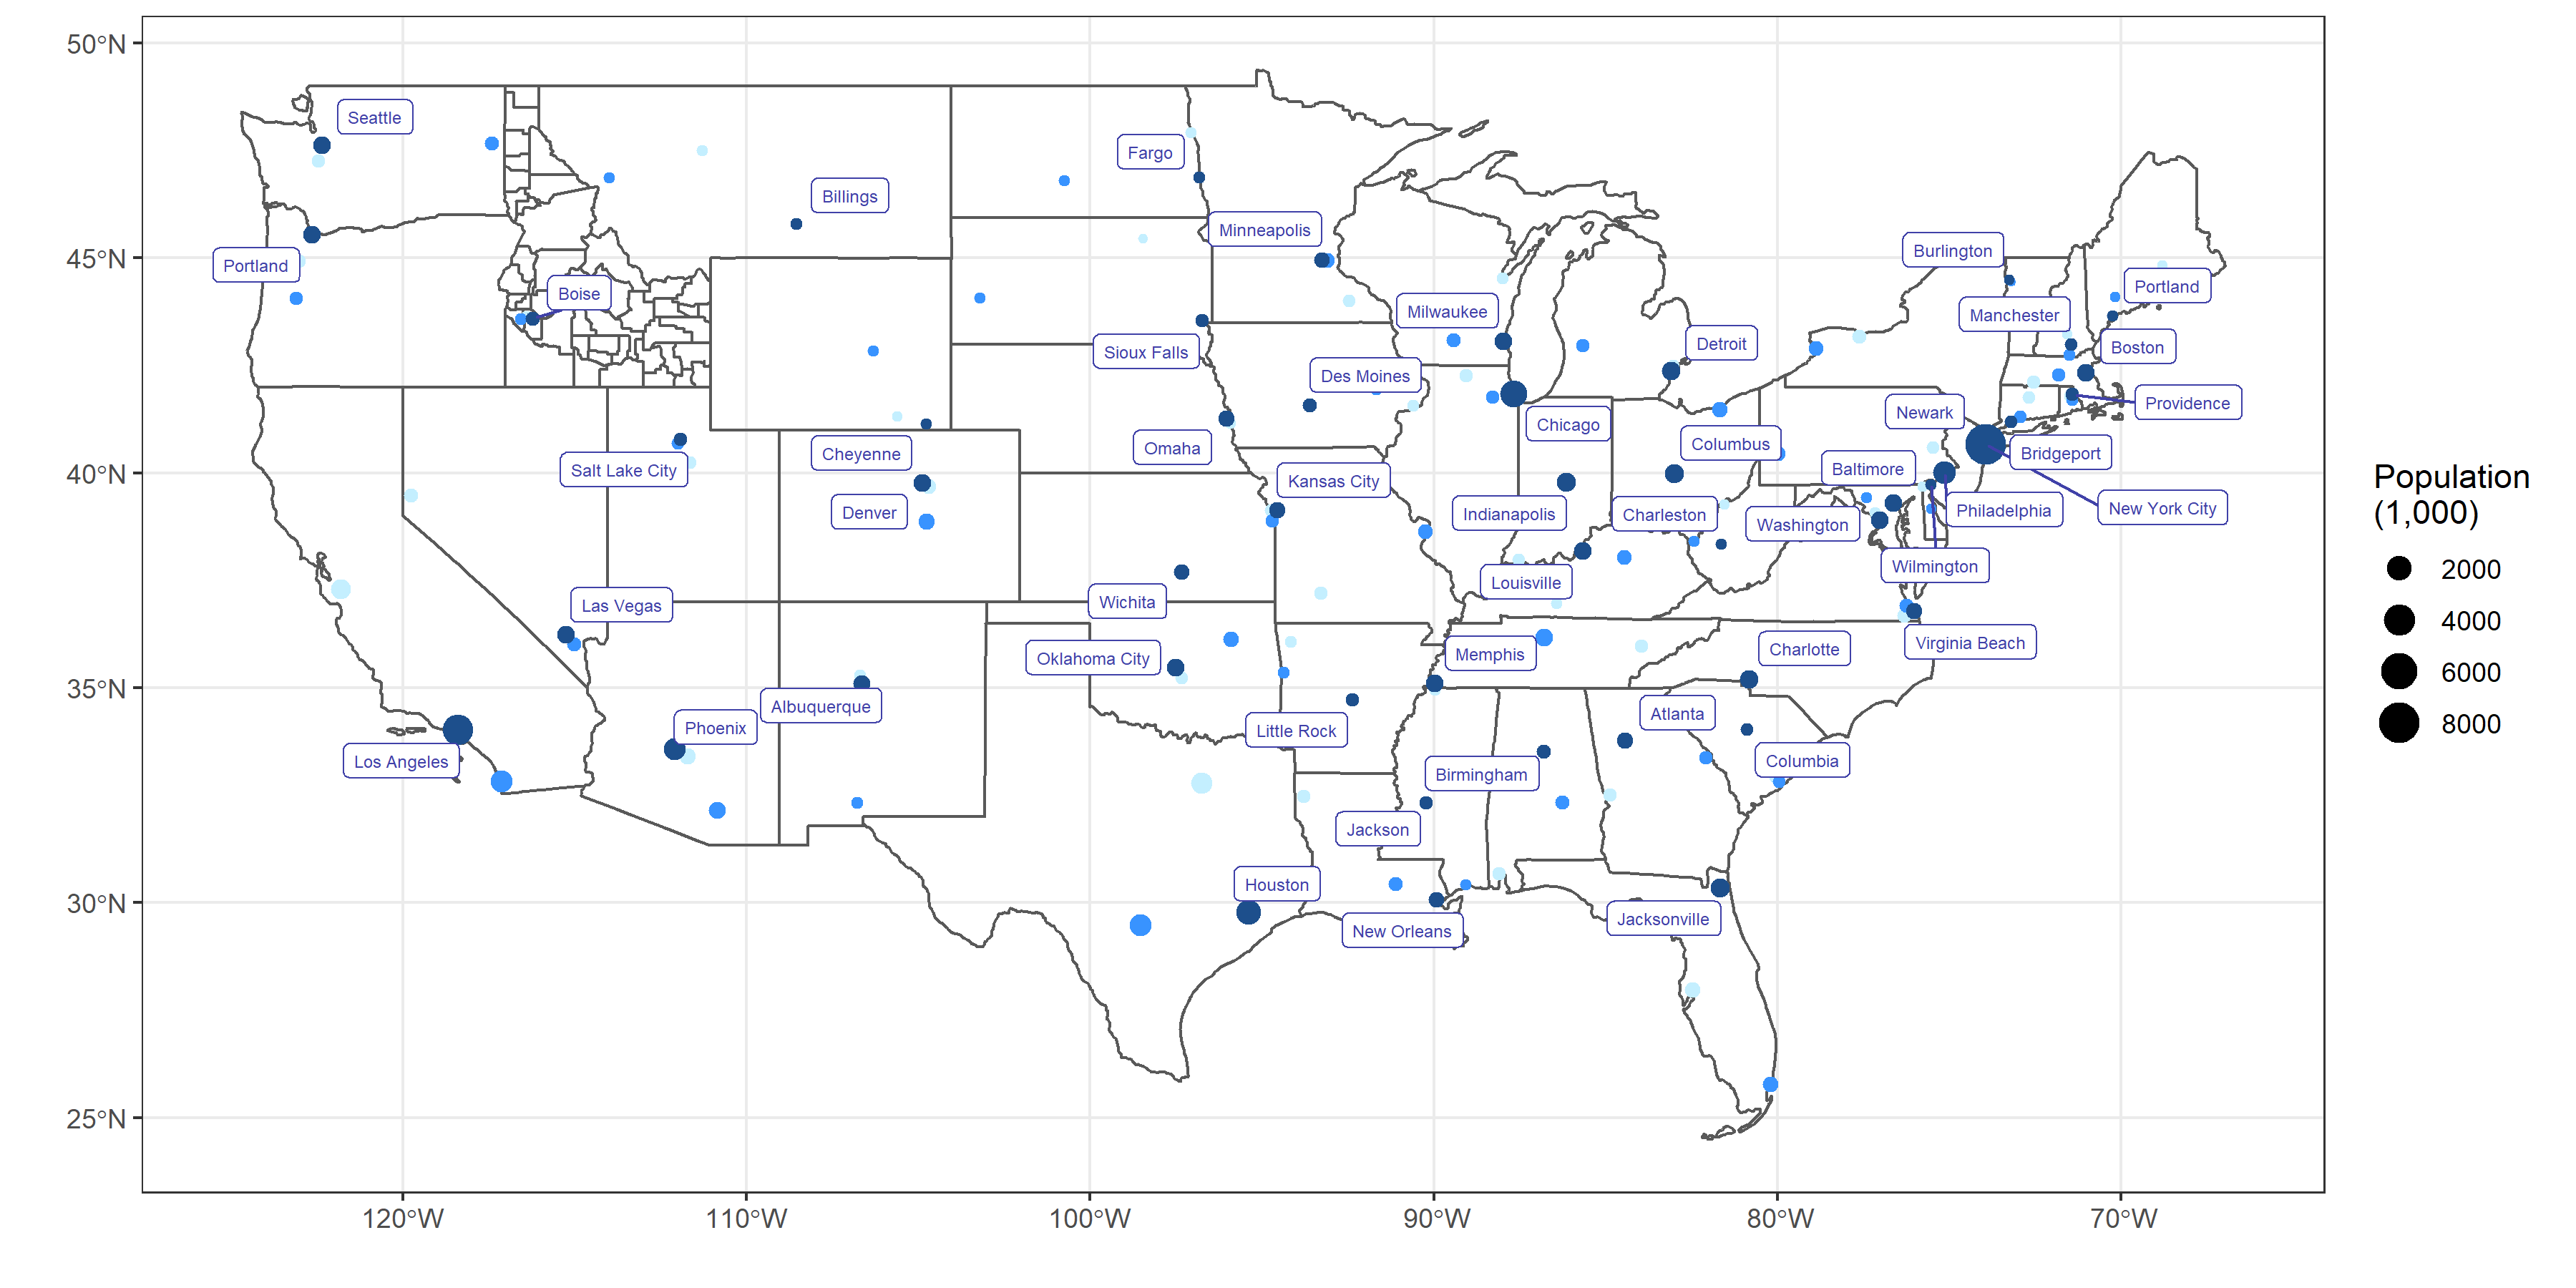 50°N
45°N
40°N
35°N
30°N
25°N
120°W
110°W
100°W
90°W
80°W
70°W
Seattle
Fargo
Billings
Minneapolis
Burlington
Portland
Portland
Boise
Milwaukee
Manchester
Detroit
Boston
Sioux Falls
Des Moines
Providence
Chicago
Newark
Columbus
Omaha
Cheyenne
Bridgeport
Salt Lake City
Baltimore
Kansas City
Denver
Indianapolis
Charleston
Washington
Philadelphia
New York City
Wilmington
Louisville
Las Vegas
Wichita
Virginia Beach
Charlotte
Memphis
Oklahoma City
Albuquerque
Atlanta
Phoenix
Little Rock
Los Angeles
Columbia
Birmingham
Jackson
Houston
Jacksonville
New Orleans
Population
(1,000)
2000
4000
6000
8000